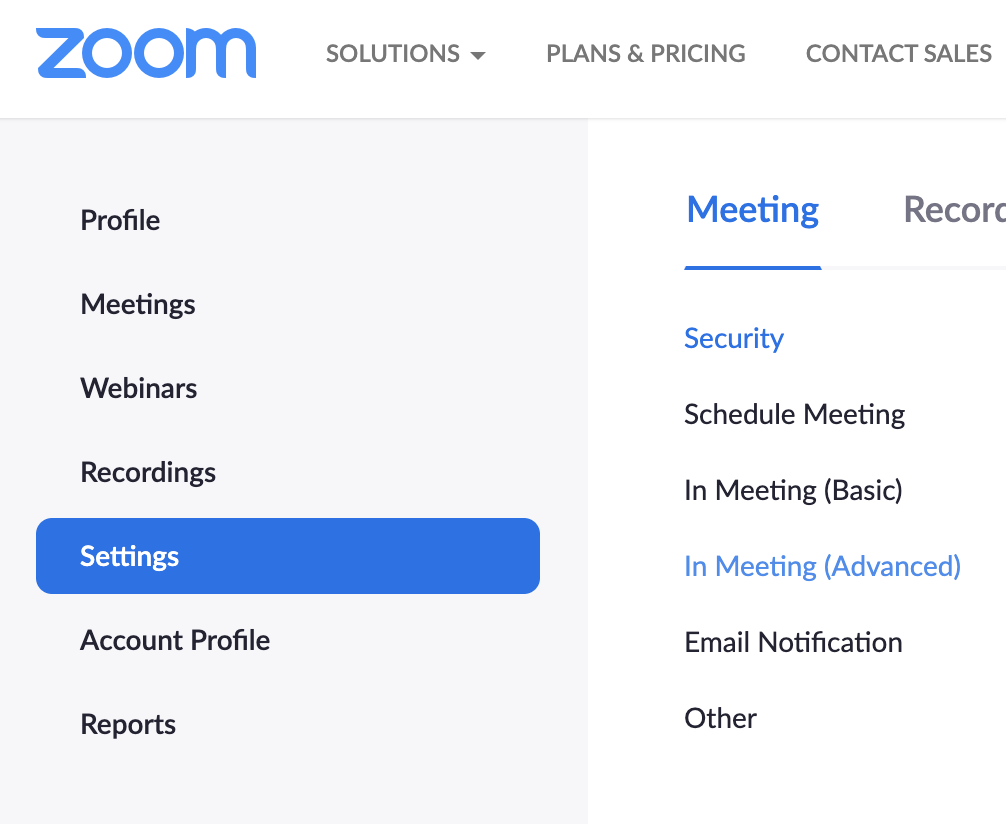 zoom
SOLUTIONS
PLANS & PRICING
CONTACT SALES
Profile
Meetings
Webinars
Recordings
Settings
Account Profile
Reports
Meeting
Security
Schedule Meeting
In Meeting (Basic)
In Meeting (Advanced)
Email Notification
Other